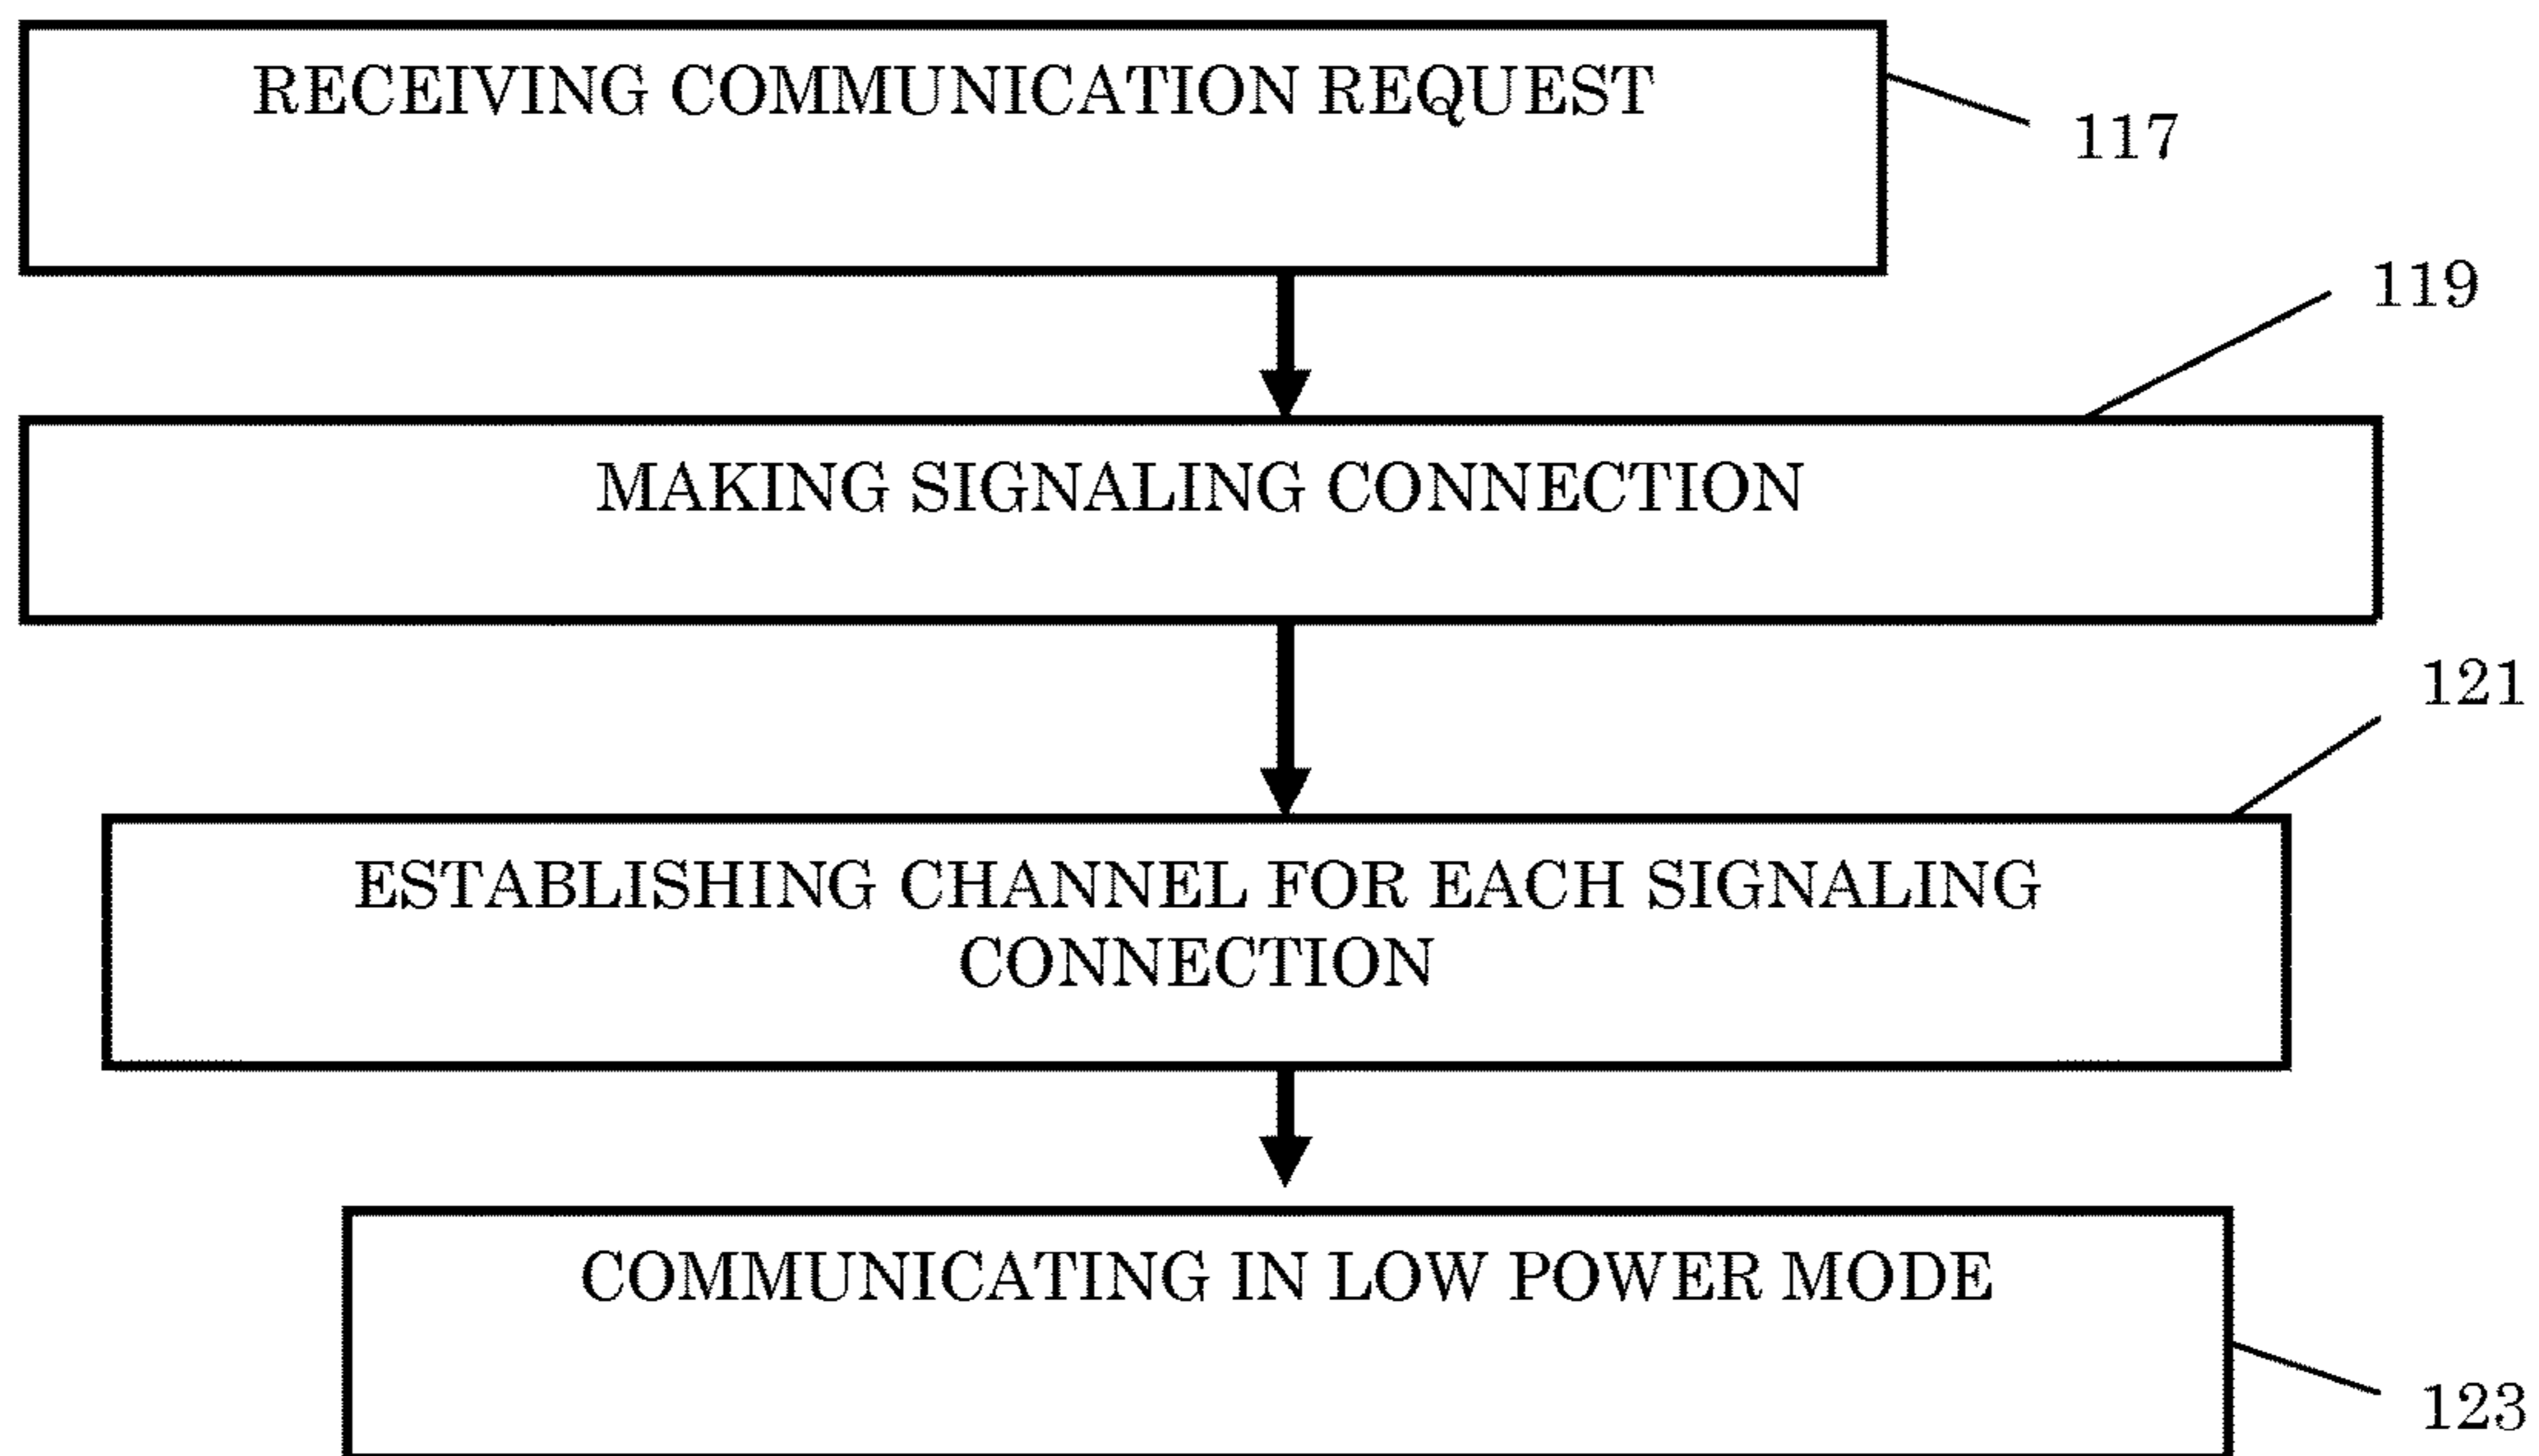 RECEIVING COMMUNICATION REQUEST
117
119
MAKING SIGNALING CONNECTION
121
ESTABLISHING CHANNEL FOR EACH SIGNALING
CONNECTION
COMMUNICATING IN LOW POWER MODE
123